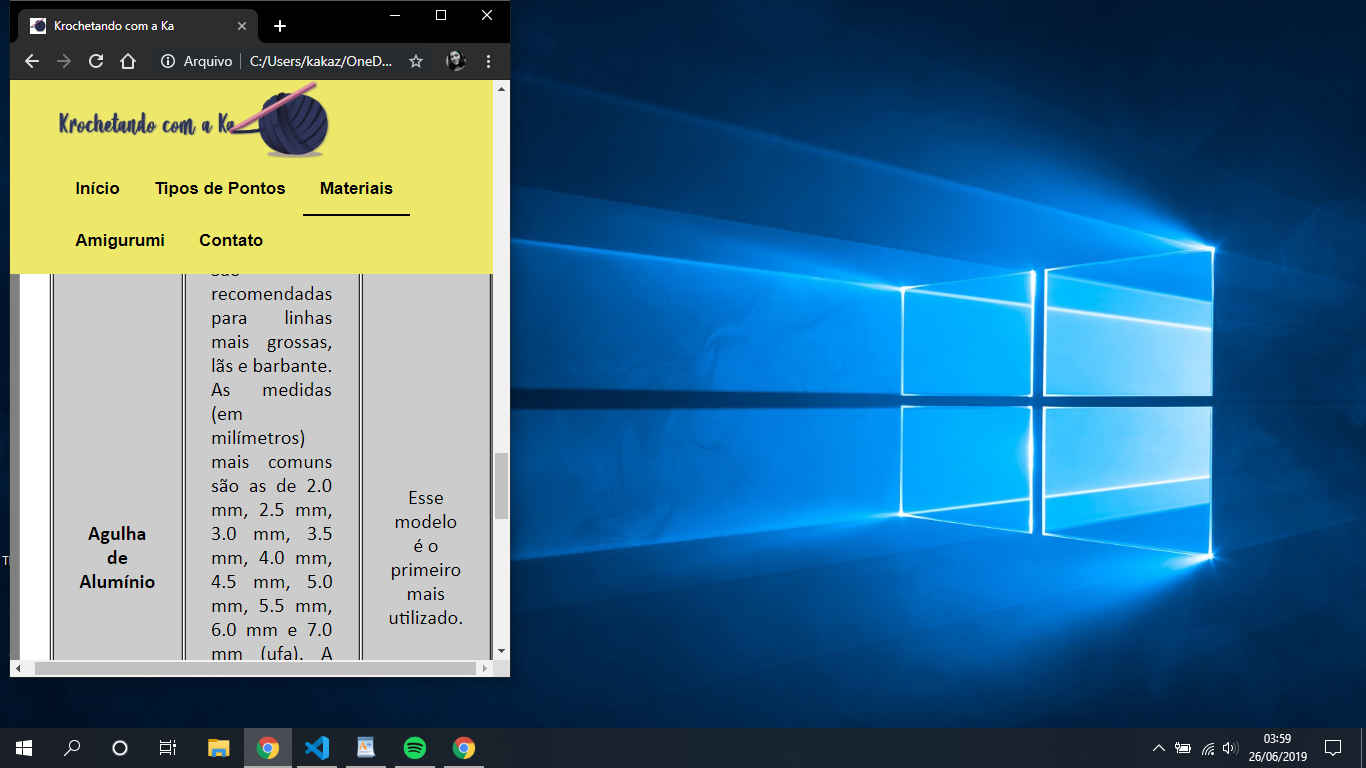 Krochetando com a Ka
Arquivo
C:/Users/kakaz/OneD...
Krochetando com a Ka
Início Tipos de Pontos Materiais
Amigurumi Contato
recomendadas
para linhas
mais grossas,
lãs e barbante.
As medidas
(em
milímetros)
mais comuns
são as de 2.0
mm, 2.5 mm,
3.0 mm, 3.5
mm, 4.0 mm,
4.5 mm, 5.0
mm, 5.5 mm,
6.0 mm e 7.0
mm (ufa). A
Agulha
de
Alumínio
Esse
modelo
é o
primeiro
mais
utilizado.
03:59
26/06/2019